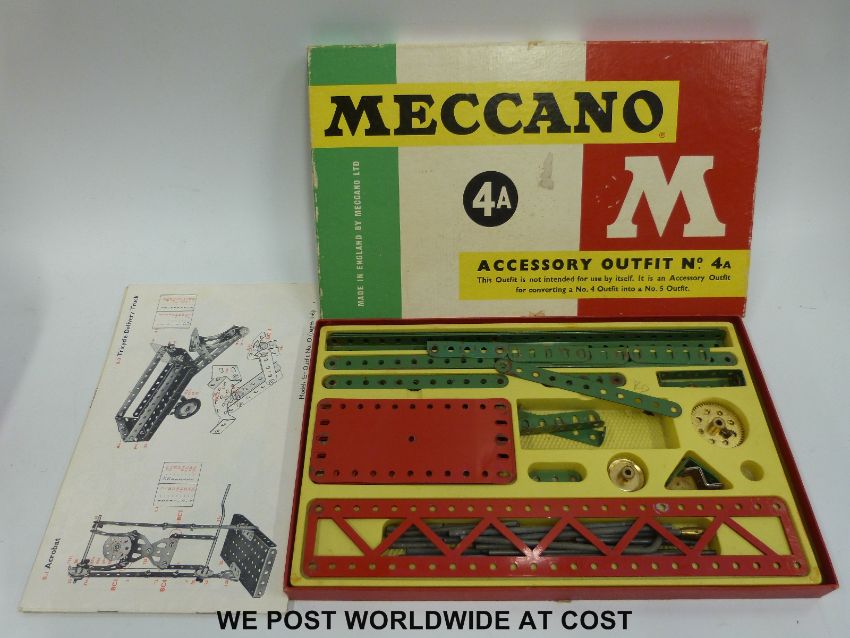 MECCANO
®
4A
M
MADE IN ENGLAND BY MECCANO LTD
ACCESSORY OUTFIT Nº 4A
This Outfit is not intended for use by itself. It is an Accessory Outfit
for converting a No. 4 Outfit into a No. 5 Outfit.
Tricycle Delivery Truck
Acrobat
WE POST WORLDWIDE AT COST